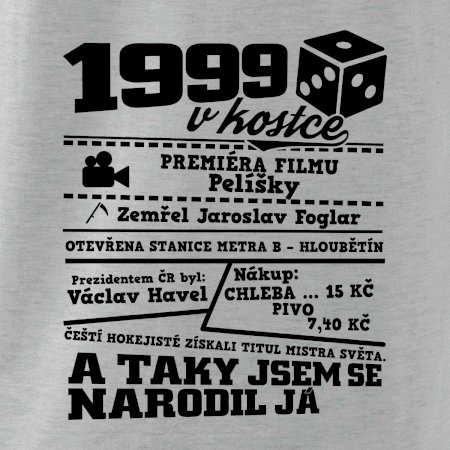 1999
v kostce
PREMIÉRA FILMU
Pelíšky
Zemřel Jaroslav Foglar
OTEVŘENA STANICE METRA B - HLOUBĚTÍN
Prezidentem ČR byl:
Václav Havel
Nákup:
CHLEBA ... 15 KČ
PIVO
7,40 KČ
ČEŠTÍ HOKEJISTÉ ZÍSKALI TITUL MISTRA SVĚTA.
A TAKY JSEM SE
NARODIL JÁ